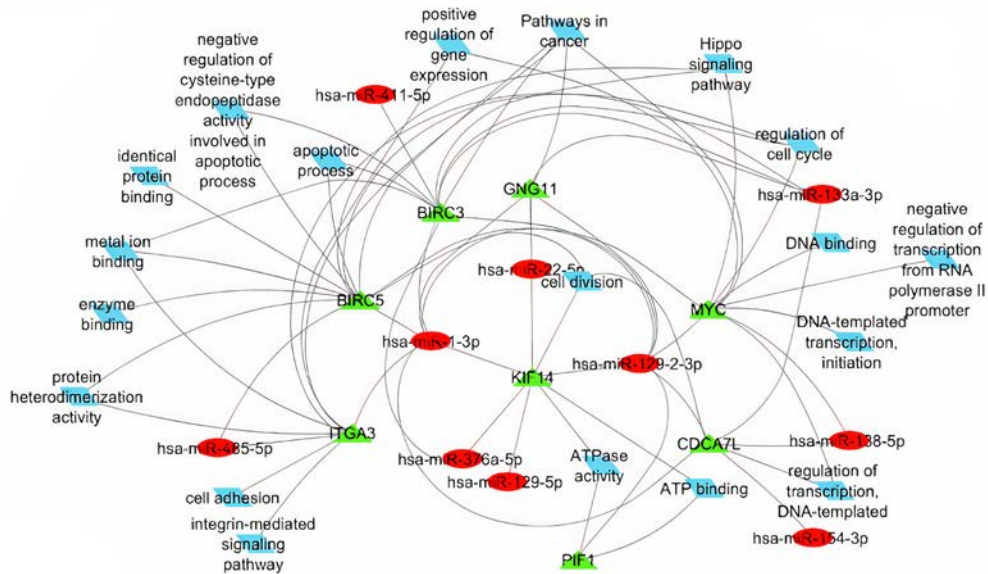 positive
regulation of
gene
expression
Pathways in
cancer
Hippo
signaling
pathway
negative
regulation of
cysteine-type
endopeptidase
activity
involved in
apoptotic
process
hsa-miR-411-5p
regulation of
cell cycle
identical
protein
binding
apoptotic
process
GNG11
hsa-miR-133a-3p
BIRC3
negative
regulation of
transcription
from RNA
polymerase II
promoter
DNA binding
metal ion
binding
hsa-miR-22-5p
cell division
BIRC5
MYC
enzyme
binding
DNA-templated
transcription,
initiation
hsa-miR-1-3p
hsa-miR-129-2-3p
KIF14
protein
heterodimerization
activity
ITGA3
CDCA7L
hsa-miR-138-5p
hsa-miR-485-5p
hsa-miR-376a-5p
ATPase
activity
hsa-miR-129-5p
ATP binding
regulation of
transcription,
DNA-templated
cell adhesion
integrin-mediated
signaling
pathway
hsa-miR-154-3p
PIF1